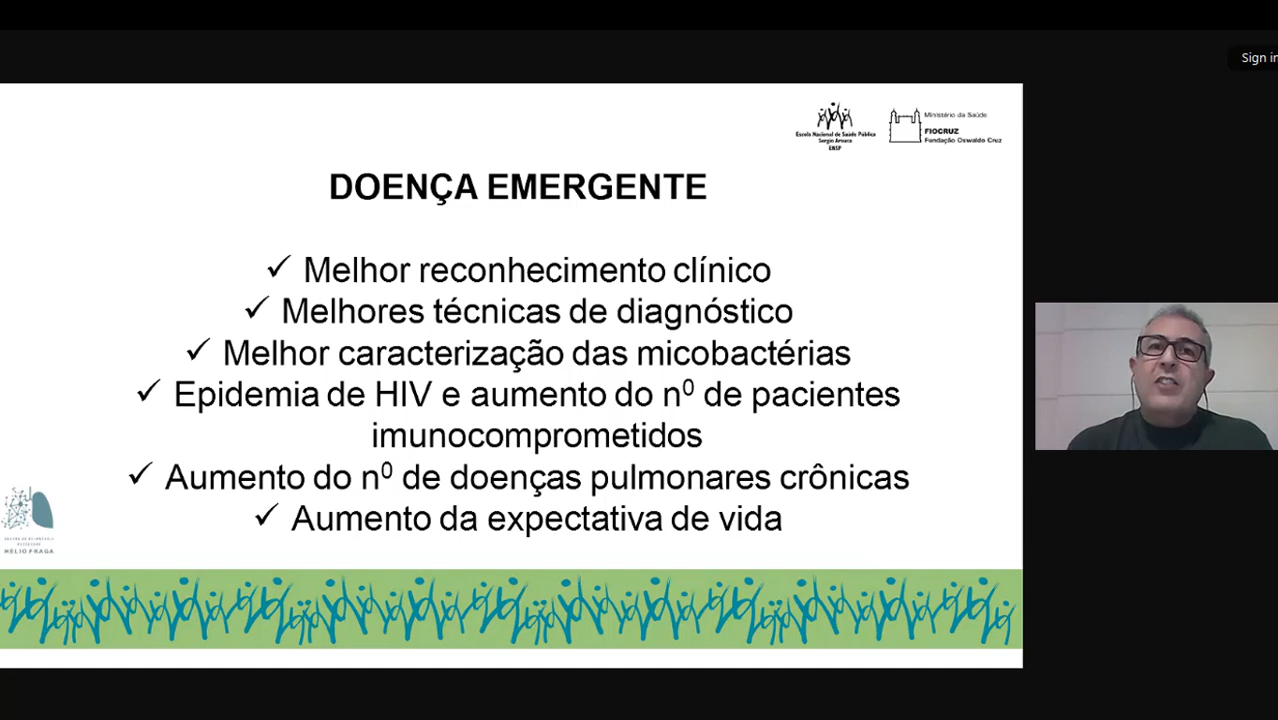 Sign in
Escola Nacional de Saúde Pública
Sergio Arouca
ENSP
Ministério da Saúde
FIOCRUZ
Fundação Oswaldo Cruz
DOENÇA EMERGENTE
✓ Melhor reconhecimento clínico
✓ Melhores técnicas de diagnóstico
✓ Melhor caracterização das micobactérias
✓ Epidemia de HIV e aumento do n⁰ de pacientes
imunocomprometidos
✓ Aumento do n⁰ de doenças pulmonares crônicas
✓ Aumento da expectativa de vida
HÉLIO FRAGA